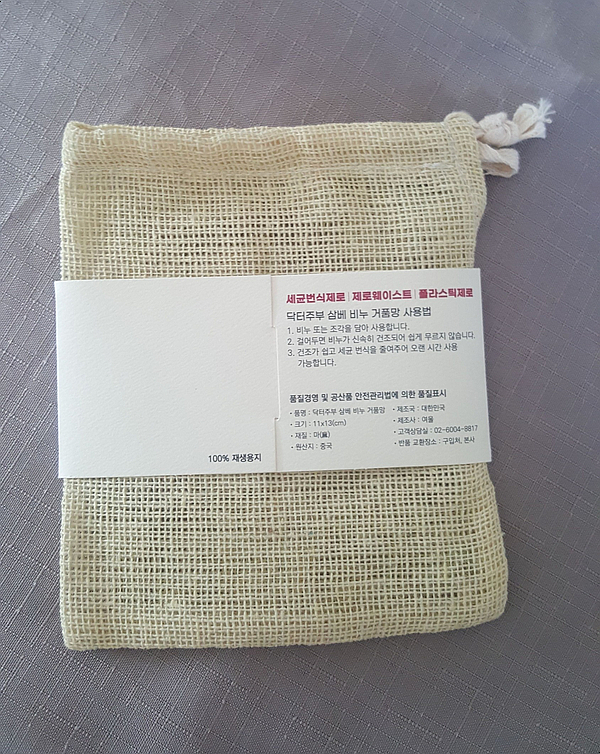 세균번식제로 | 제로웨이스트 | 플라스틱제로
닥터주부 삼베 비누 거품망 사용법
1. 비누 또는 조각을 담아 사용합니다.
2. 걸어두면 비누가 신속히 건조되어 쉽게 무르지 않습니다.
3. 건조가 쉽고 세균 번식을 줄여주어 오랜 시간 사용
가능합니다.
품질경영 및 공산품 안전관리법에 의한 품질표시
• 품명 : 닥터주부 삼베 비누 거품망 • 제조국 : 대한민국
• 크기 : 11x13(cm) • 제조사 : 여울
• 재질 : 마(麻) • 고객상담실 : 02-6004-8817
• 원산지 : 중국 • 반품·교환장소 : 구입처, 본사
100% 재생용지